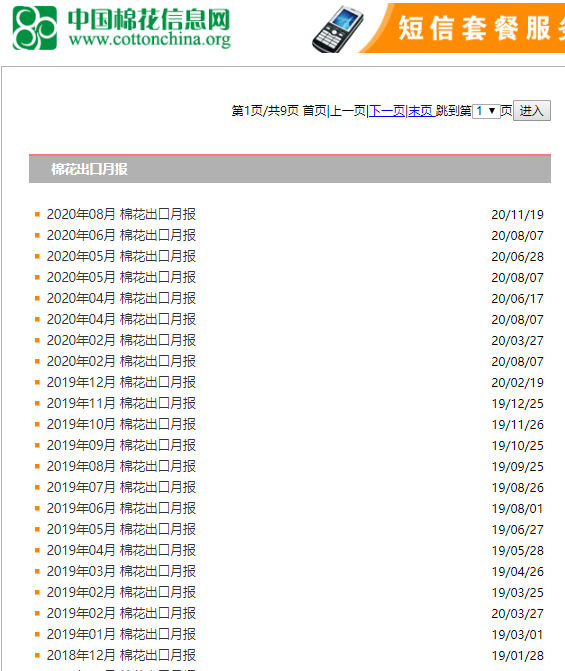 中国棉花信息网
www.cottonchina.org
短信套餐服
第1页/共9页 首页|上一页|下一页|末页 跳到第 1 页 进入
棉花出口月报
2020年08月 棉花出口月报 20/11/19
2020年06月 棉花出口月报 20/08/07
2020年05月 棉花出口月报 20/06/28
2020年05月 棉花出口月报 20/08/07
2020年04月 棉花出口月报 20/06/17
2020年04月 棉花出口月报 20/08/07
2020年02月 棉花出口月报 20/03/27
2020年02月 棉花出口月报 20/08/07
2019年12月 棉花出口月报 20/02/19
2019年11月 棉花出口月报 19/12/25
2019年10月 棉花出口月报 19/11/26
2019年09月 棉花出口月报 19/10/25
2019年08月 棉花出口月报 19/09/25
2019年07月 棉花出口月报 19/08/26
2019年06月 棉花出口月报 19/08/01
2019年05月 棉花出口月报 19/06/27
2019年04月 棉花出口月报 19/05/28
2019年03月 棉花出口月报 19/04/26
2019年02月 棉花出口月报 19/03/25
2019年02月 棉花出口月报 20/03/27
2019年01月 棉花出口月报 19/03/01
2018年12月 棉花出口月报 19/01/28